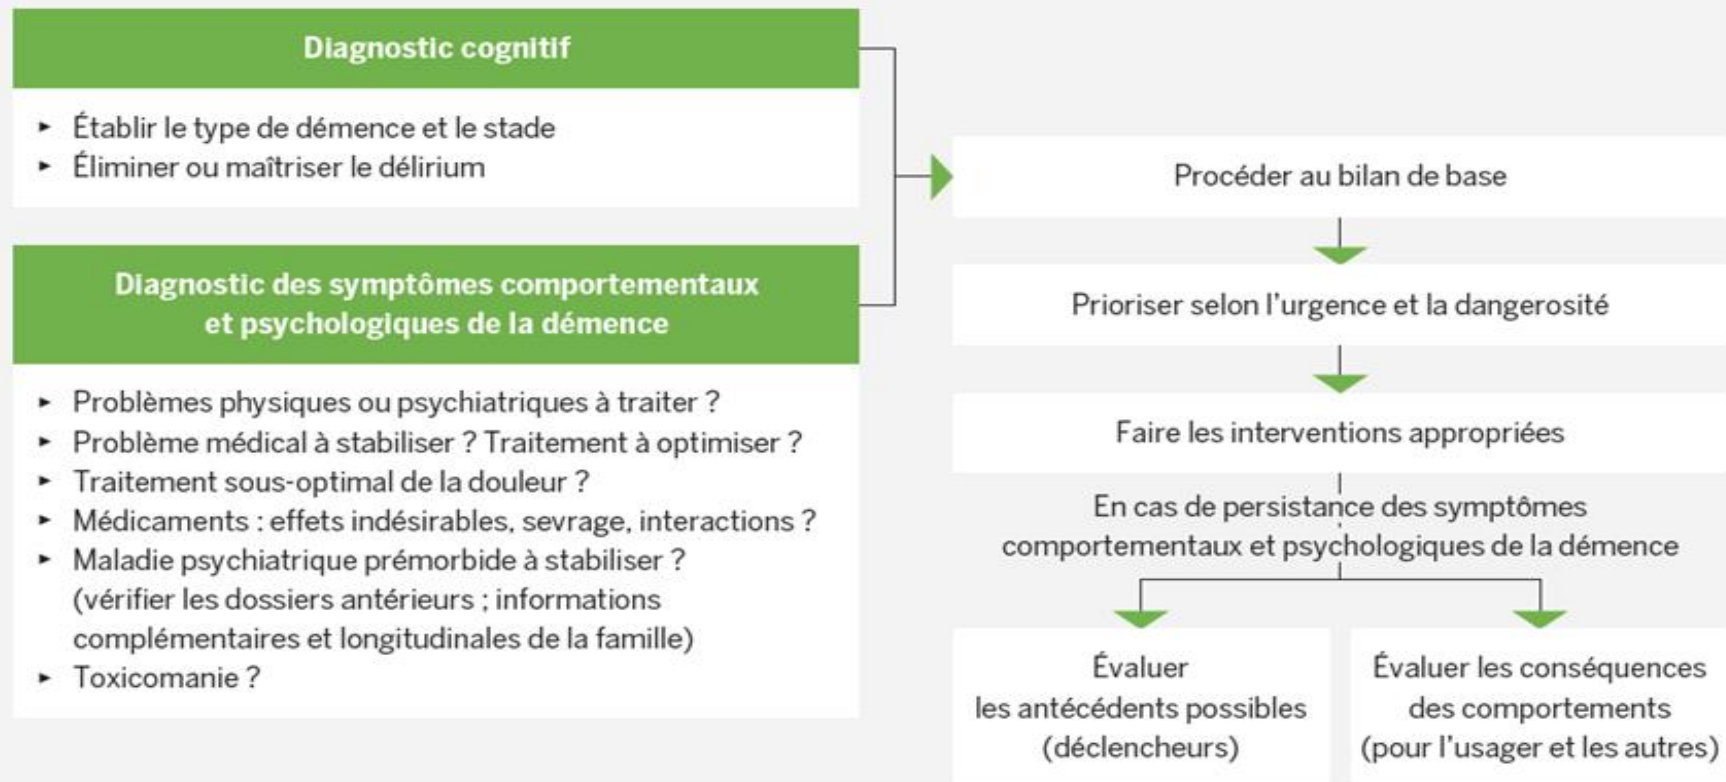 Diagnostic cognitif
▸ Établir le type de démence et le stade
▸ Éliminer ou maîtriser le délirium
Diagnostic des symptômes comportementaux
et psychologiques de la démence
▸ Problèmes physiques ou psychiatriques à traiter ?
▸ Problème médical à stabiliser ? Traitement à optimiser ?
▸ Traitement sous-optimal de la douleur ?
▸ Médicaments : effets indésirables, sevrage, interactions ?
▸ Maladie psychiatrique prémorbide à stabiliser ?
(vérifier les dossiers antérieurs ; informations
complémentaires et longitudinales de la famille)
▸ Toxicomanie ?
Procéder au bilan de base
Prioriser selon l'urgence et la dangerosité
Faire les interventions appropriées
En cas de persistance des symptômes
comportementaux et psychologiques de la démence
Évaluer
les antécédents possibles
(déclencheurs)
Évaluer les conséquences
des comportements
(pour l'usager et les autres)